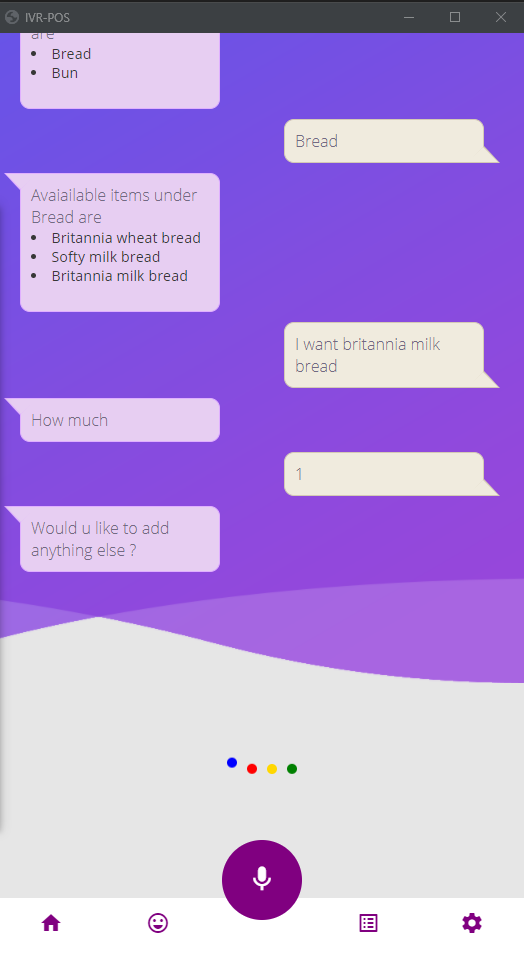 IVR-POS
are
Bread
Bun
Bread
Avaiailable items under
Bread are
Britannia wheat bread
Softy milk bread
Britannia milk bread
I want britannia milk
bread
How much
1
Would u like to add
anything else ?